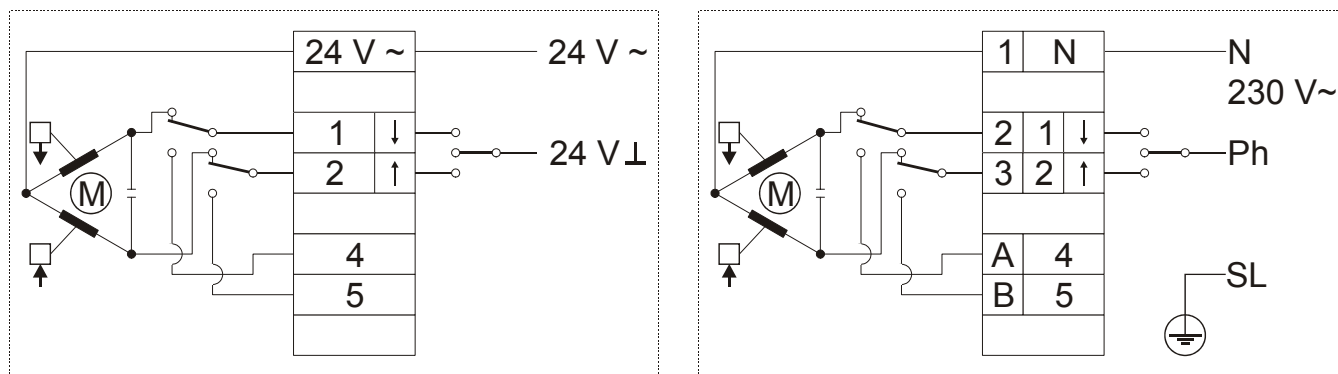 24 V ~ 24 V ~
1 ↓
2 ↑ 24 V⊥
M
4
5
1 N N
230 V~
2 1 ↓
3 2 ↑ Ph
M
A 4
B 5
SL